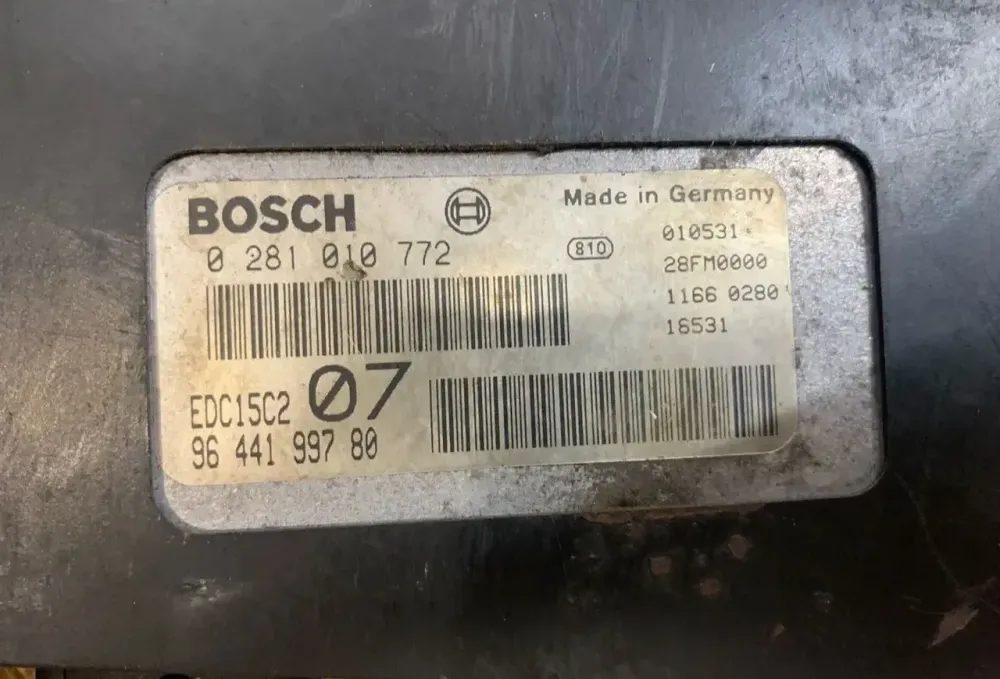 BOSCH
Made in Germany
0 281 010 772
810
010531
28FM0000
1166 0280
16531
EDC15C2 07
96 441 997 80